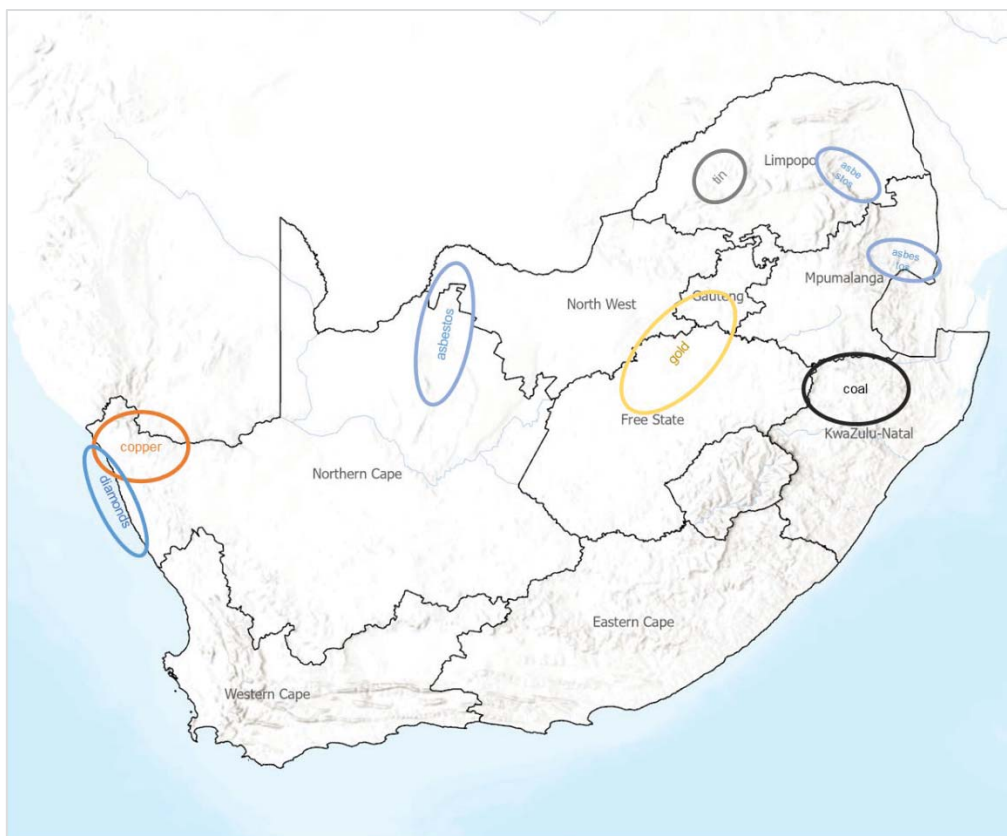 Limpopo
tin
asbe
stos
asbes
tos
Mpumalanga
Gauteng
North West
asbestos
gold
coal
Free State
KwaZulu-Natal
copper
Northern Cape
diamonds
Eastern Cape
Western Cape